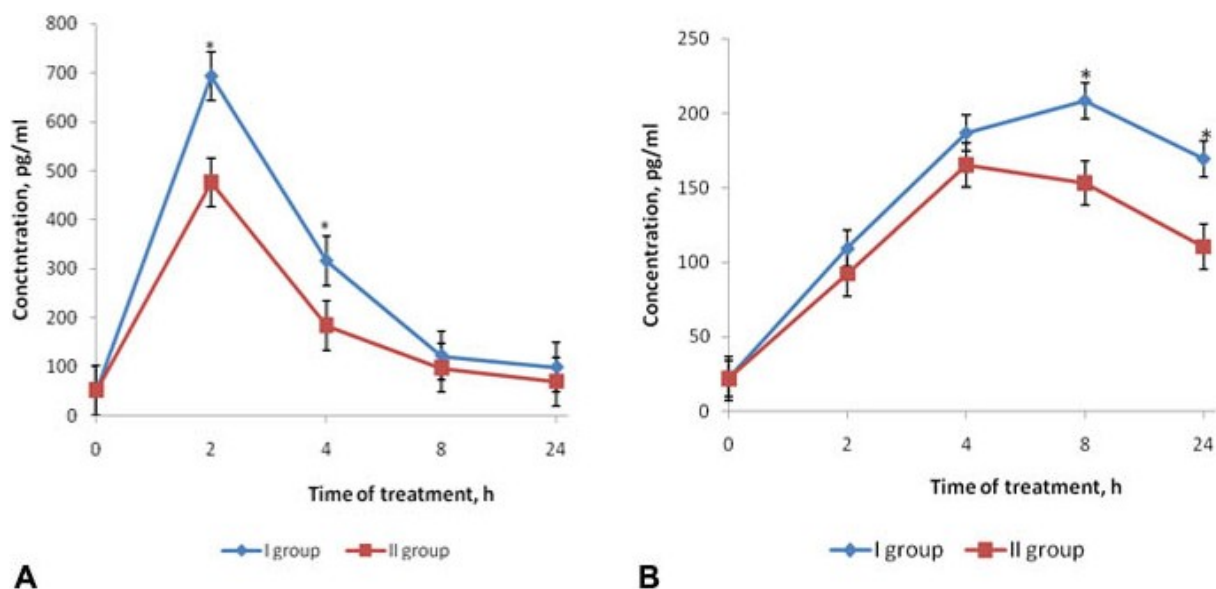 800
700
600
500
400
300
200
100
0
Conctntration, pg/ml
*
*
0 2 4 8 24
Time of treatment, h
I group II group
A
250
200
150
100
50
0
Concentration, pg/ml
*
*
0 2 4 8 24
Time of treatment, h
I group II group
B